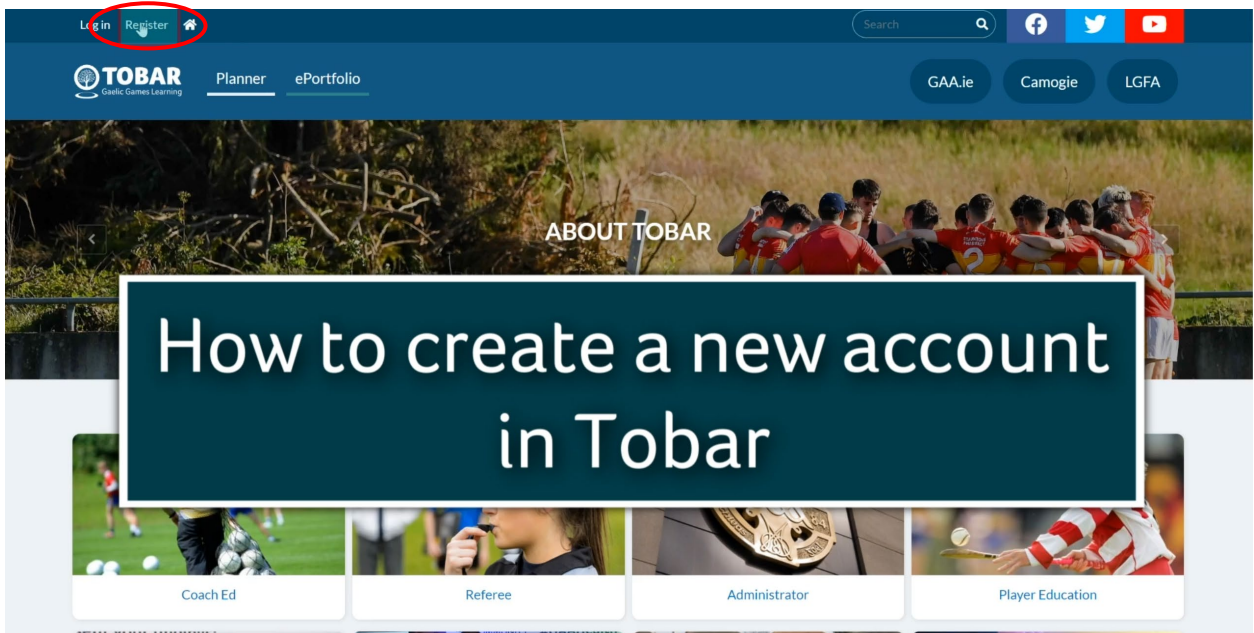 Log in Register Search
TOBAR
Gaelic Games Learning
Planner ePortfolio GAA.ie Camogie LGFA
ABOUT TOBAR
How to create a new account
in Tobar
Coach Ed Referee Administrator Player Education